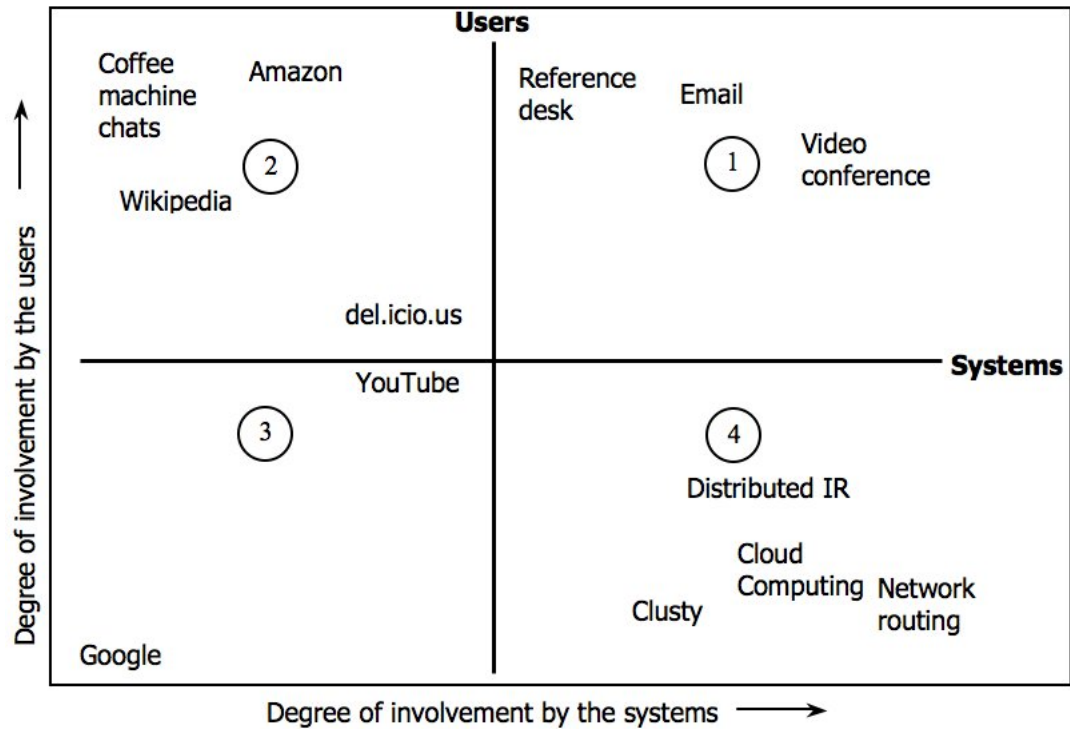 Users
Coffee
machine
chats
Amazon
2
Wikipedia
del.icio.us
Reference
desk
Email
1
Video
conference
Systems
YouTube
3
Google
4
Distributed IR
Cloud
Computing
Clusty
Network
routing
Degree of involvement by the users
Degree of involvement by the systems